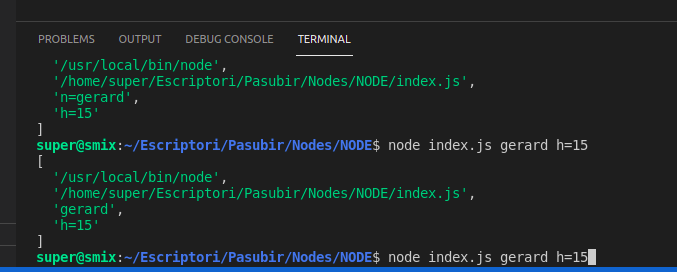 PROBLEMS OUTPUT DEBUG CONSOLE TERMINAL
'/usr/local/bin/node',
'/home/super/Escriptori/Pasubir/Nodes/NODE/index.js',
'n=gerard',
'h=15'
]
super@smix:~/Escriptori/Pasubir/Nodes/NODE$ node index.js gerard h=15
[
'/usr/local/bin/node',
'/home/super/Escriptori/Pasubir/Nodes/NODE/index.js',
'gerard',
'h=15'
]
super@smix:~/Escriptori/Pasubir/Nodes/NODE$ node index.js gerard h=15